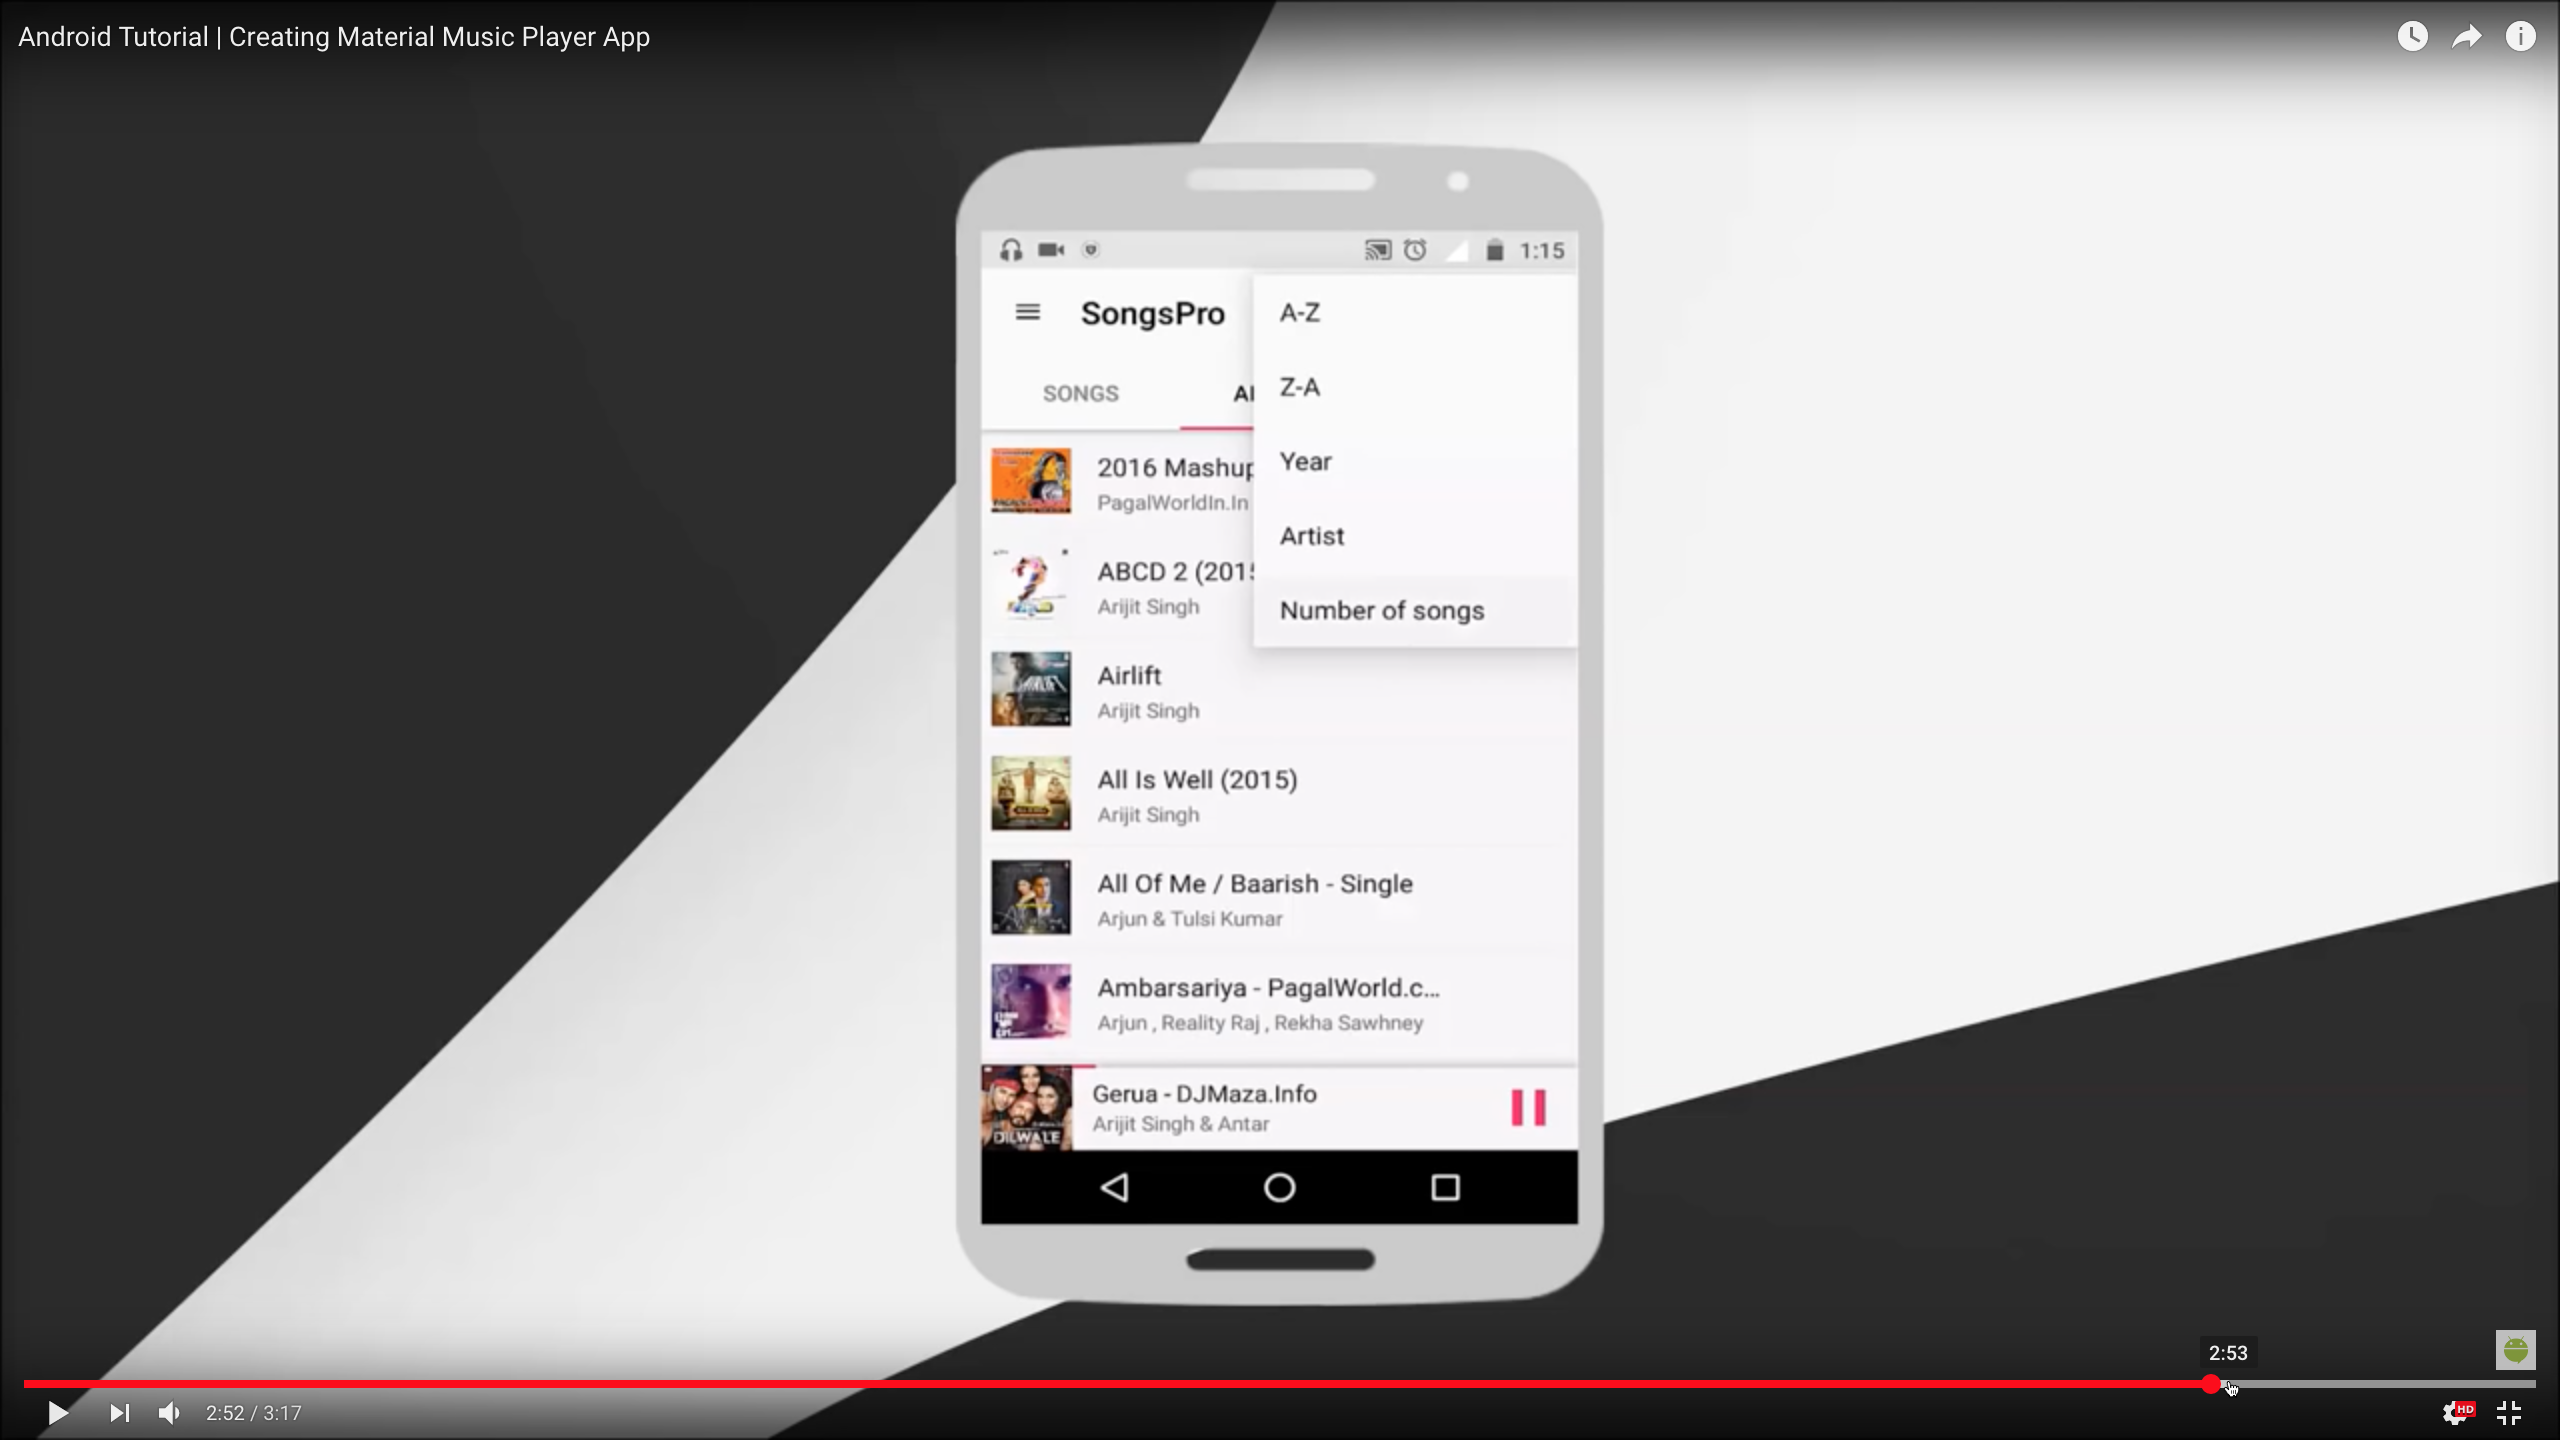 Android Tutorial | Creating Material Music Player App
1:15
SongsPro
A-Z
Z-A
Year
Artist
Number of songs
SONGS
2016 Mashup
PagalWorldIn.In
ABCD 2 (2015
Arijit Singh
Airlift
Arijit Singh
All Is Well (2015)
Arijit Singh
All Of Me / Baarish - Single
Arjun & Tulsi Kumar
Ambarsariya - PagalWorld.c...
Arjun , Reality Raj , Rekha Sawhney
Gerua - DJMaza.Info
Arijit Singh & Antar
DILWALE
2:53
2:52 / 3:17
HD